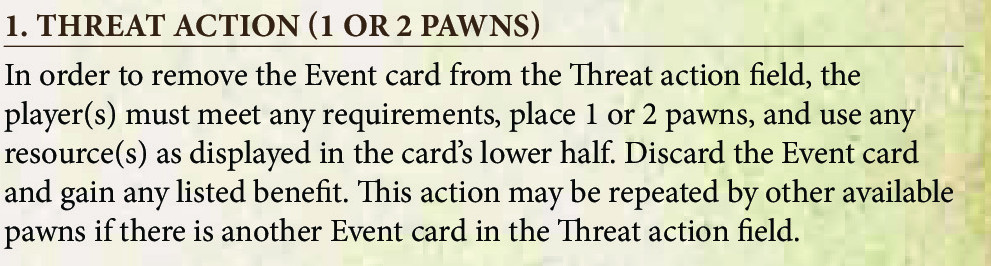 1. THREAT ACTION (1 OR 2 PAWNS)
In order to remove the Event card from the Threat action field, the
player(s) must meet any requirements, place 1 or 2 pawns, and use any
resource(s) as displayed in the card's lower half. Discard the Event card
and gain any listed benefit. This action may be repeated by other available
pawns if there is another Event card in the Threat action field.